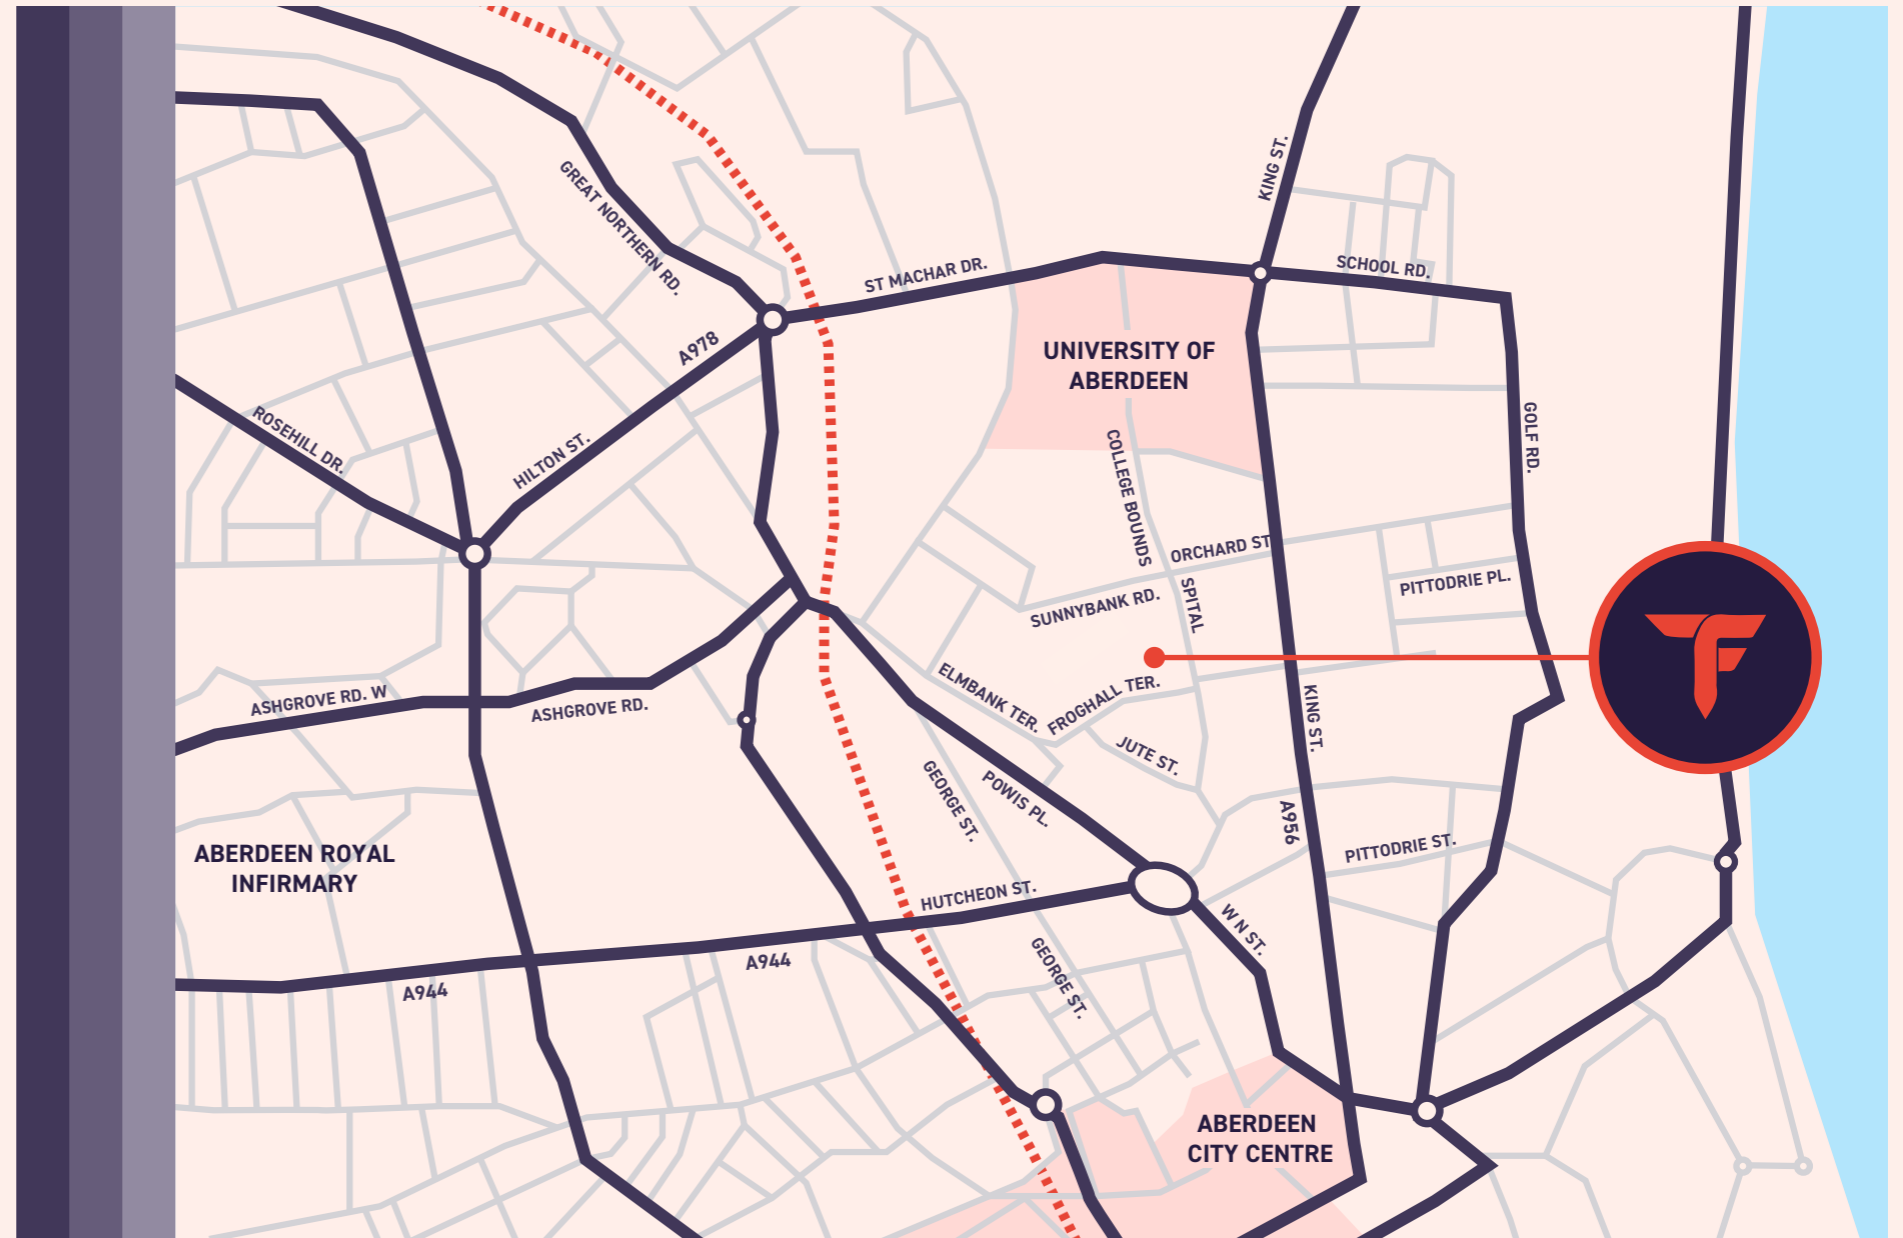 KING ST.
GREAT NORTHERN RD.
ST MACHAR DR.
SCHOOL RD.
A978
UNIVERSITY OF
ABERDEEN
ROSEHILL DR.
HILTON ST.
GOLF RD.
COLLEGE BOUNDS
ORCHARD ST
PITTODRIE PL.
SUNNYBANK RD.
SPITAL
ASHGROVE RD. W
ASHGROVE RD.
ELMBANK TER.
FROGHALL TER.
KING ST.
JUTE ST.
GEORGE ST.
POWIS PL.
A956
PITTODRIE ST.
ABERDEEN ROYAL
INFIRMARY
HUTCHEON ST.
W N ST.
A944
A944
GEORGE ST.
ABERDEEN
CITY CENTRE